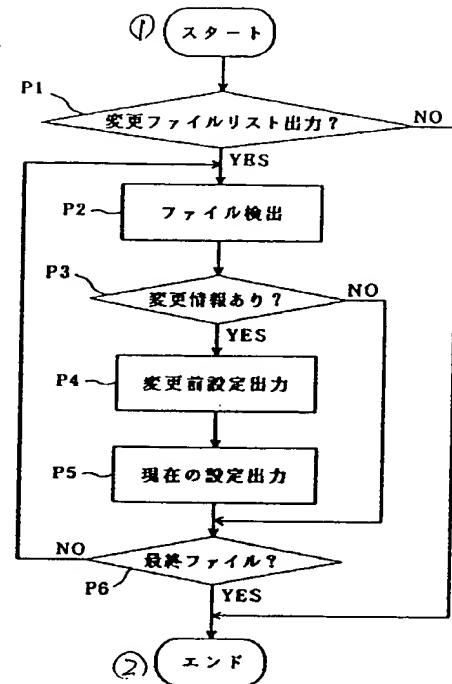 ① スタート
P1
変更ファイルリスト出力?
NO
YES
P2
ファイル検出
P3
変更情報あり?
NO
YES
P4
変更前設定出力
P5
現在の設定出力
NO
最終ファイル?
P6
YES
② エンド